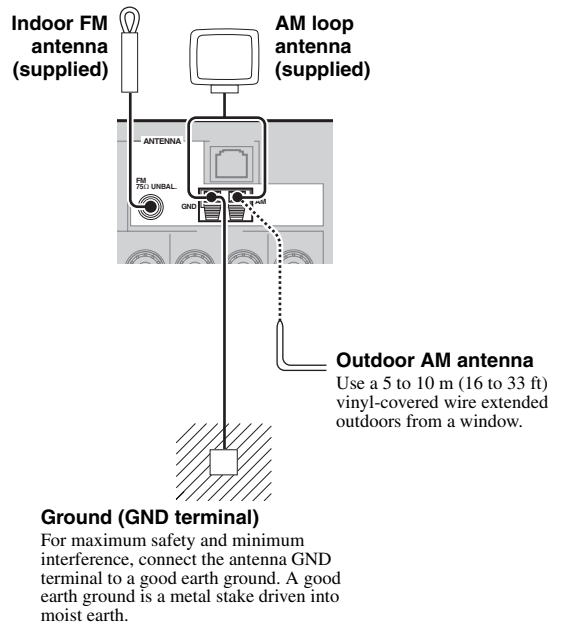 Indoor FM
antenna
(supplied)
AM loop
antenna
(supplied)
ANTENNA
FM
75Ω UNBAL.
GND
AM
Outdoor AM antenna
Use a 5 to 10 m (16 to 33 ft)
vinyl-covered wire extended
outdoors from a window.
Ground (GND terminal)
For maximum safety and minimum
interference, connect the antenna GND
terminal to a good earth ground. A good
earth ground is a metal stake driven into
moist earth.